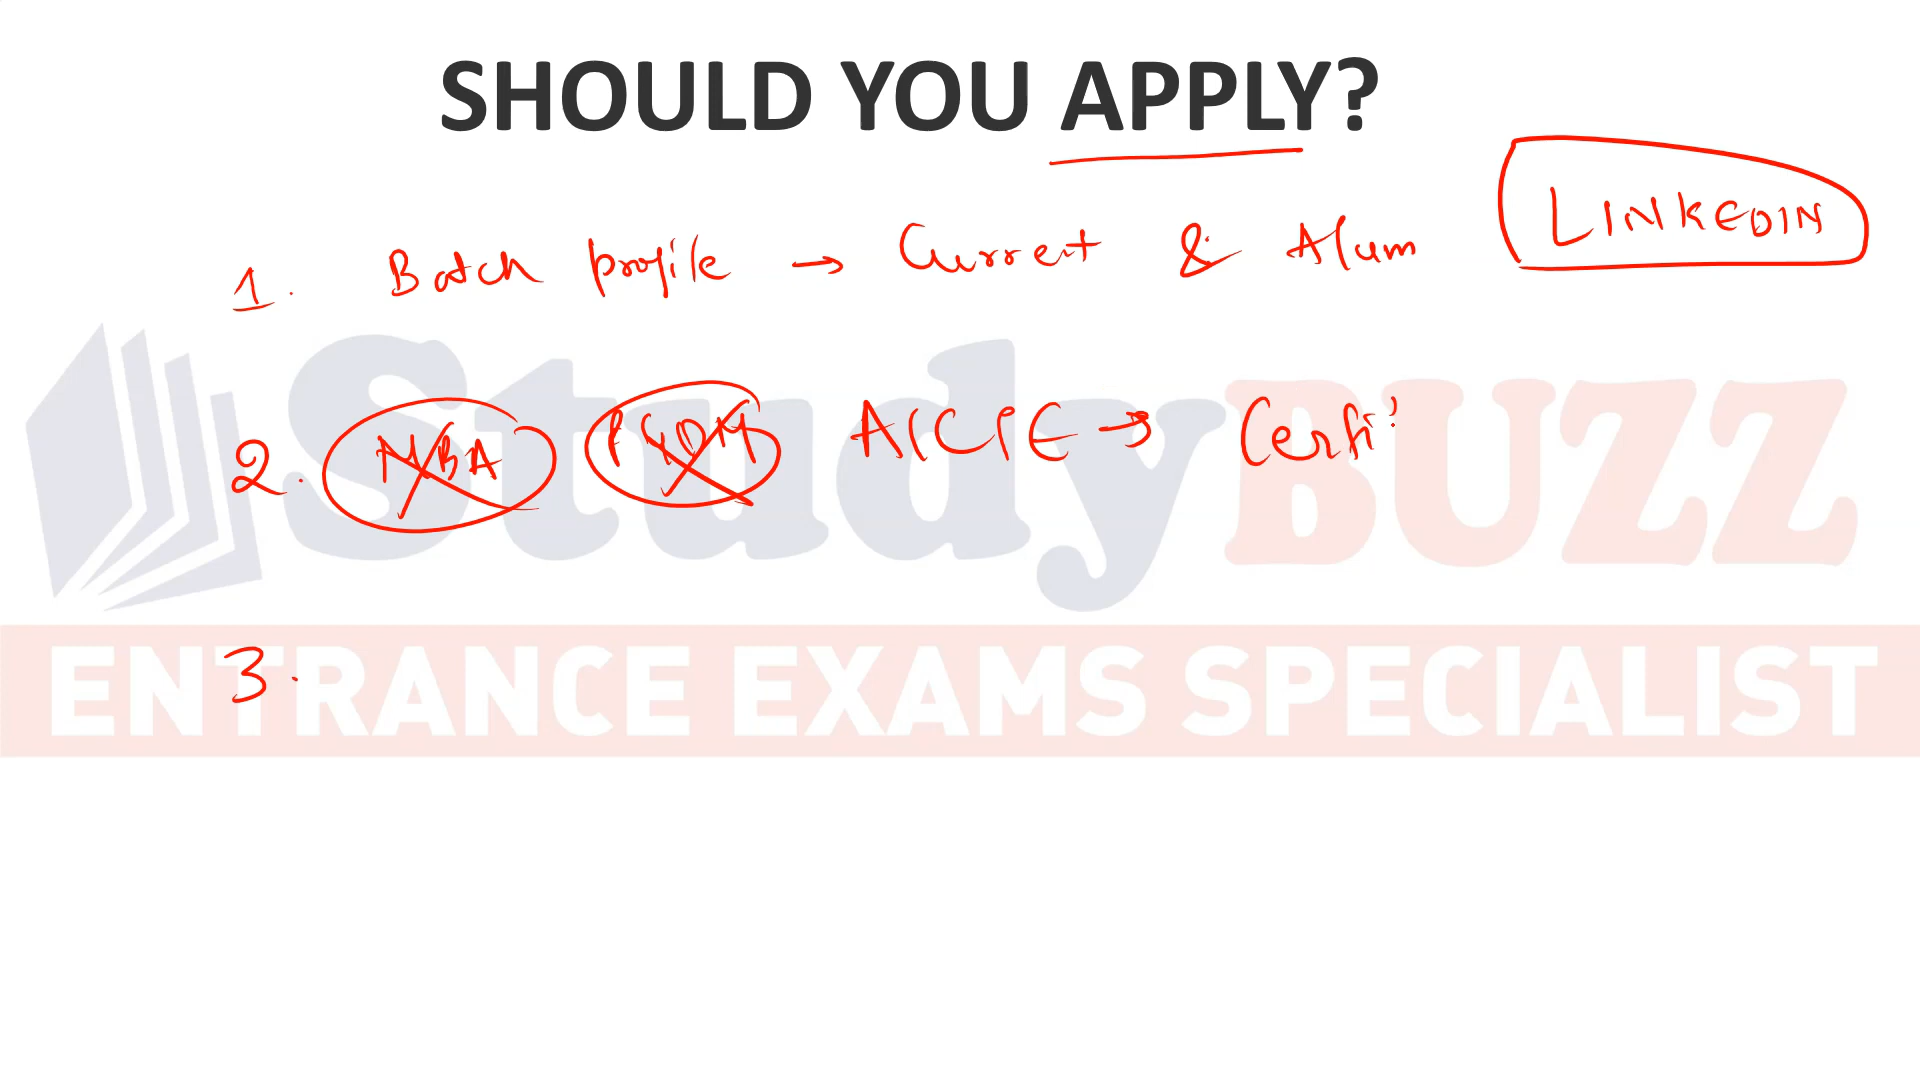 SHOULD YOU APPLY?
LINKEDIN
1. Batch profile → Current & Alum
2. MBA PGDM AICTE → Certi
3.
StudyBUZZ
ENTRANCE EXAMS SPECIALIST